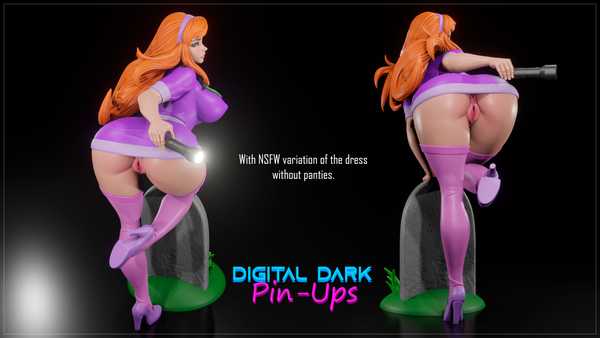 With NSFW variation of the dress
without panties.
DIGITAL DARK
Pin-Ups